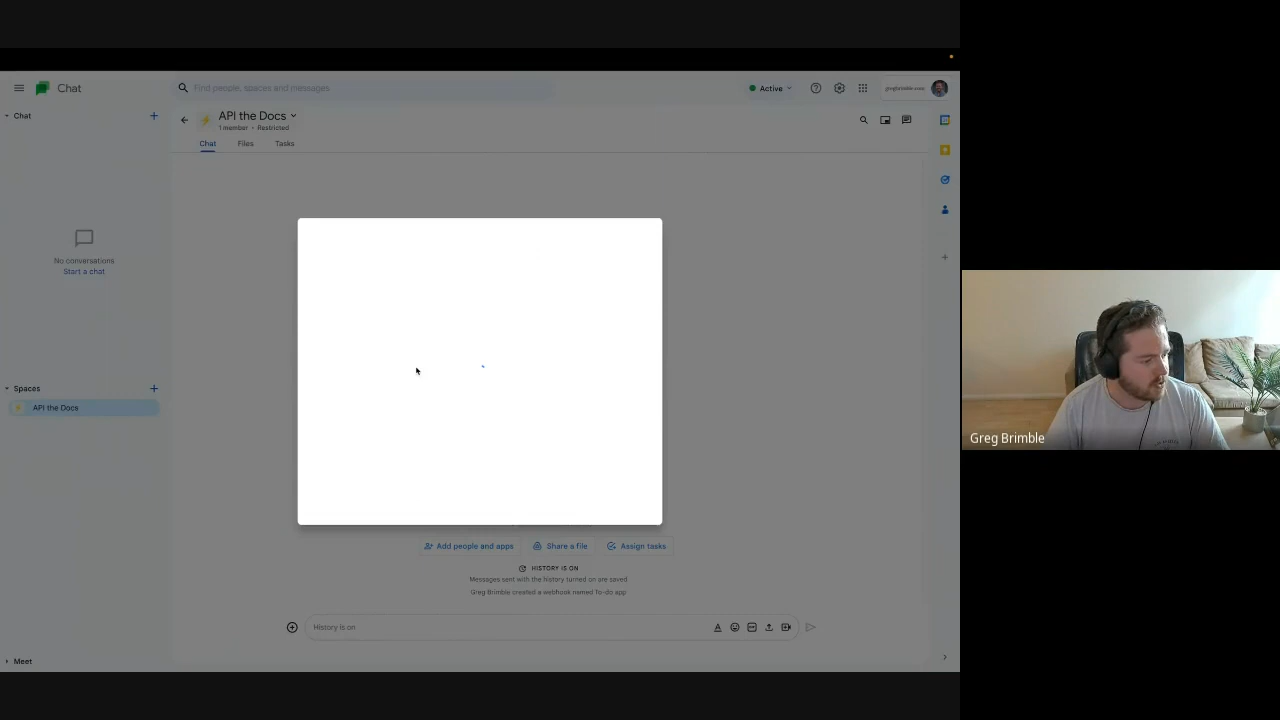 Chat
Find people, spaces and messages
Active
gregbrimble.com
Chat
API the Docs
1 member • Restricted
Chat Files Tasks
No conversations
Start a chat
Spaces
API the Docs
Add people and apps Share a file Assign tasks
HISTORY IS ON
Messages sent with the history turned on are saved
Greg Brimble created a webhook named To-do app
History is on
Meet
Greg Brimble